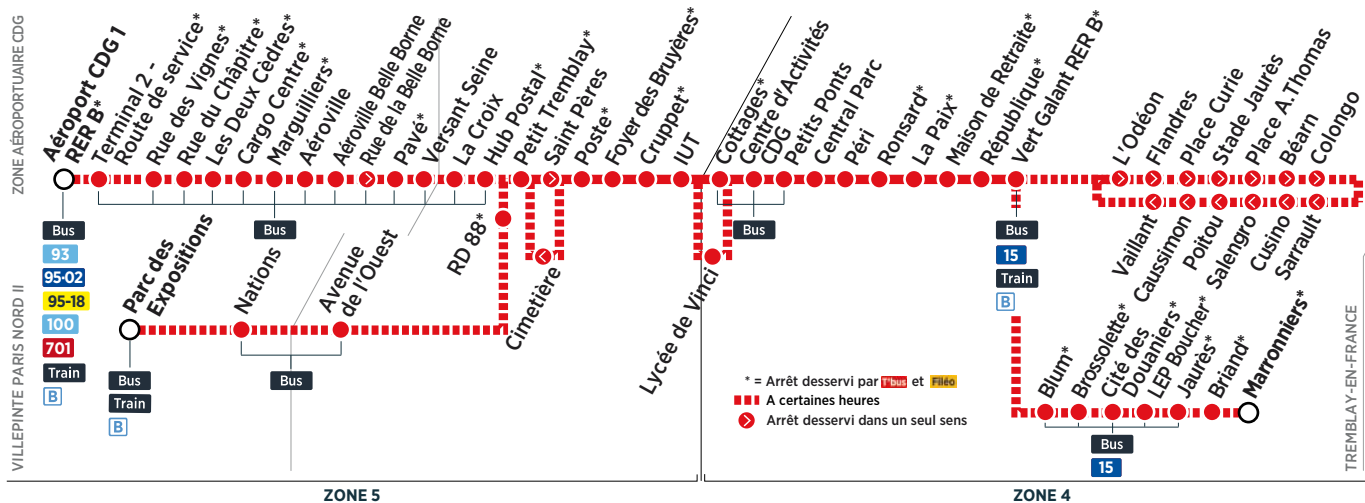 ZONE AÉROPORTUAIRE CDG
VILLEPINTE PARIS NORD II
Aéroport CDG 1
RER B*
Terminal 2 -
Route de service*
Rue des Vignes*
Rue du Châpitre*
Les Deux Cèdres*
Cargo Centre*
Marguilliers*
Aéroville
Aéroville Belle Borne
Rue de la Belle Borne
Pavé*
Versant Seine
La Croix
Hub Postal*
Petit Tremblay*
Saint Pères
Poste*
Foyer des Bruyères*
Cruppet*
IUT
Cottages*
Centre d'Activités
CDG
Petits Ponts
Central Parc
Péri
Ronsard*
La Paix*
Maison de Retraite*
République*
Vert Galant RER B*
L'Odéon
Flandres
Place Curie
Stade Jaurès
Place A.Thomas
Béarn
Colongo
Vaillant
Caussimon
Poitou
Salengro
Cusino
Sarrault
Bus
93
95-02
95-18
100
701
Train
B
Bus
Parc des
Expositions
Bus
Train
B
Nations
Avenue
de l'Ouest
Bus
RD 88*
Cimetière
Lycée de Vinci
Bus
Bus
15
Train
B
Blum*
Brossolette*
Cité des
Douaniers*
LEP Boucher*
Jaurès*
Briand*
Marronniers*
Bus
15
* = Arrêt desservi par T'bus et Filéo
A certaines heures
Arrêt desservi dans un seul sens
TREMBLAY-EN-FRANCE
ZONE 5
ZONE 4